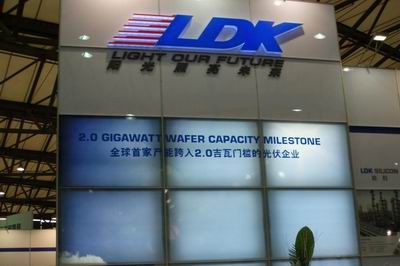 LDK
LIGHT OUR FUTURE
阳光照亮未来
2.0 GIGAWATT WAFER CAPACITY MILESTONE
全球首家产能跨入2.0吉瓦门槛的光伏企业
LDK SILICON